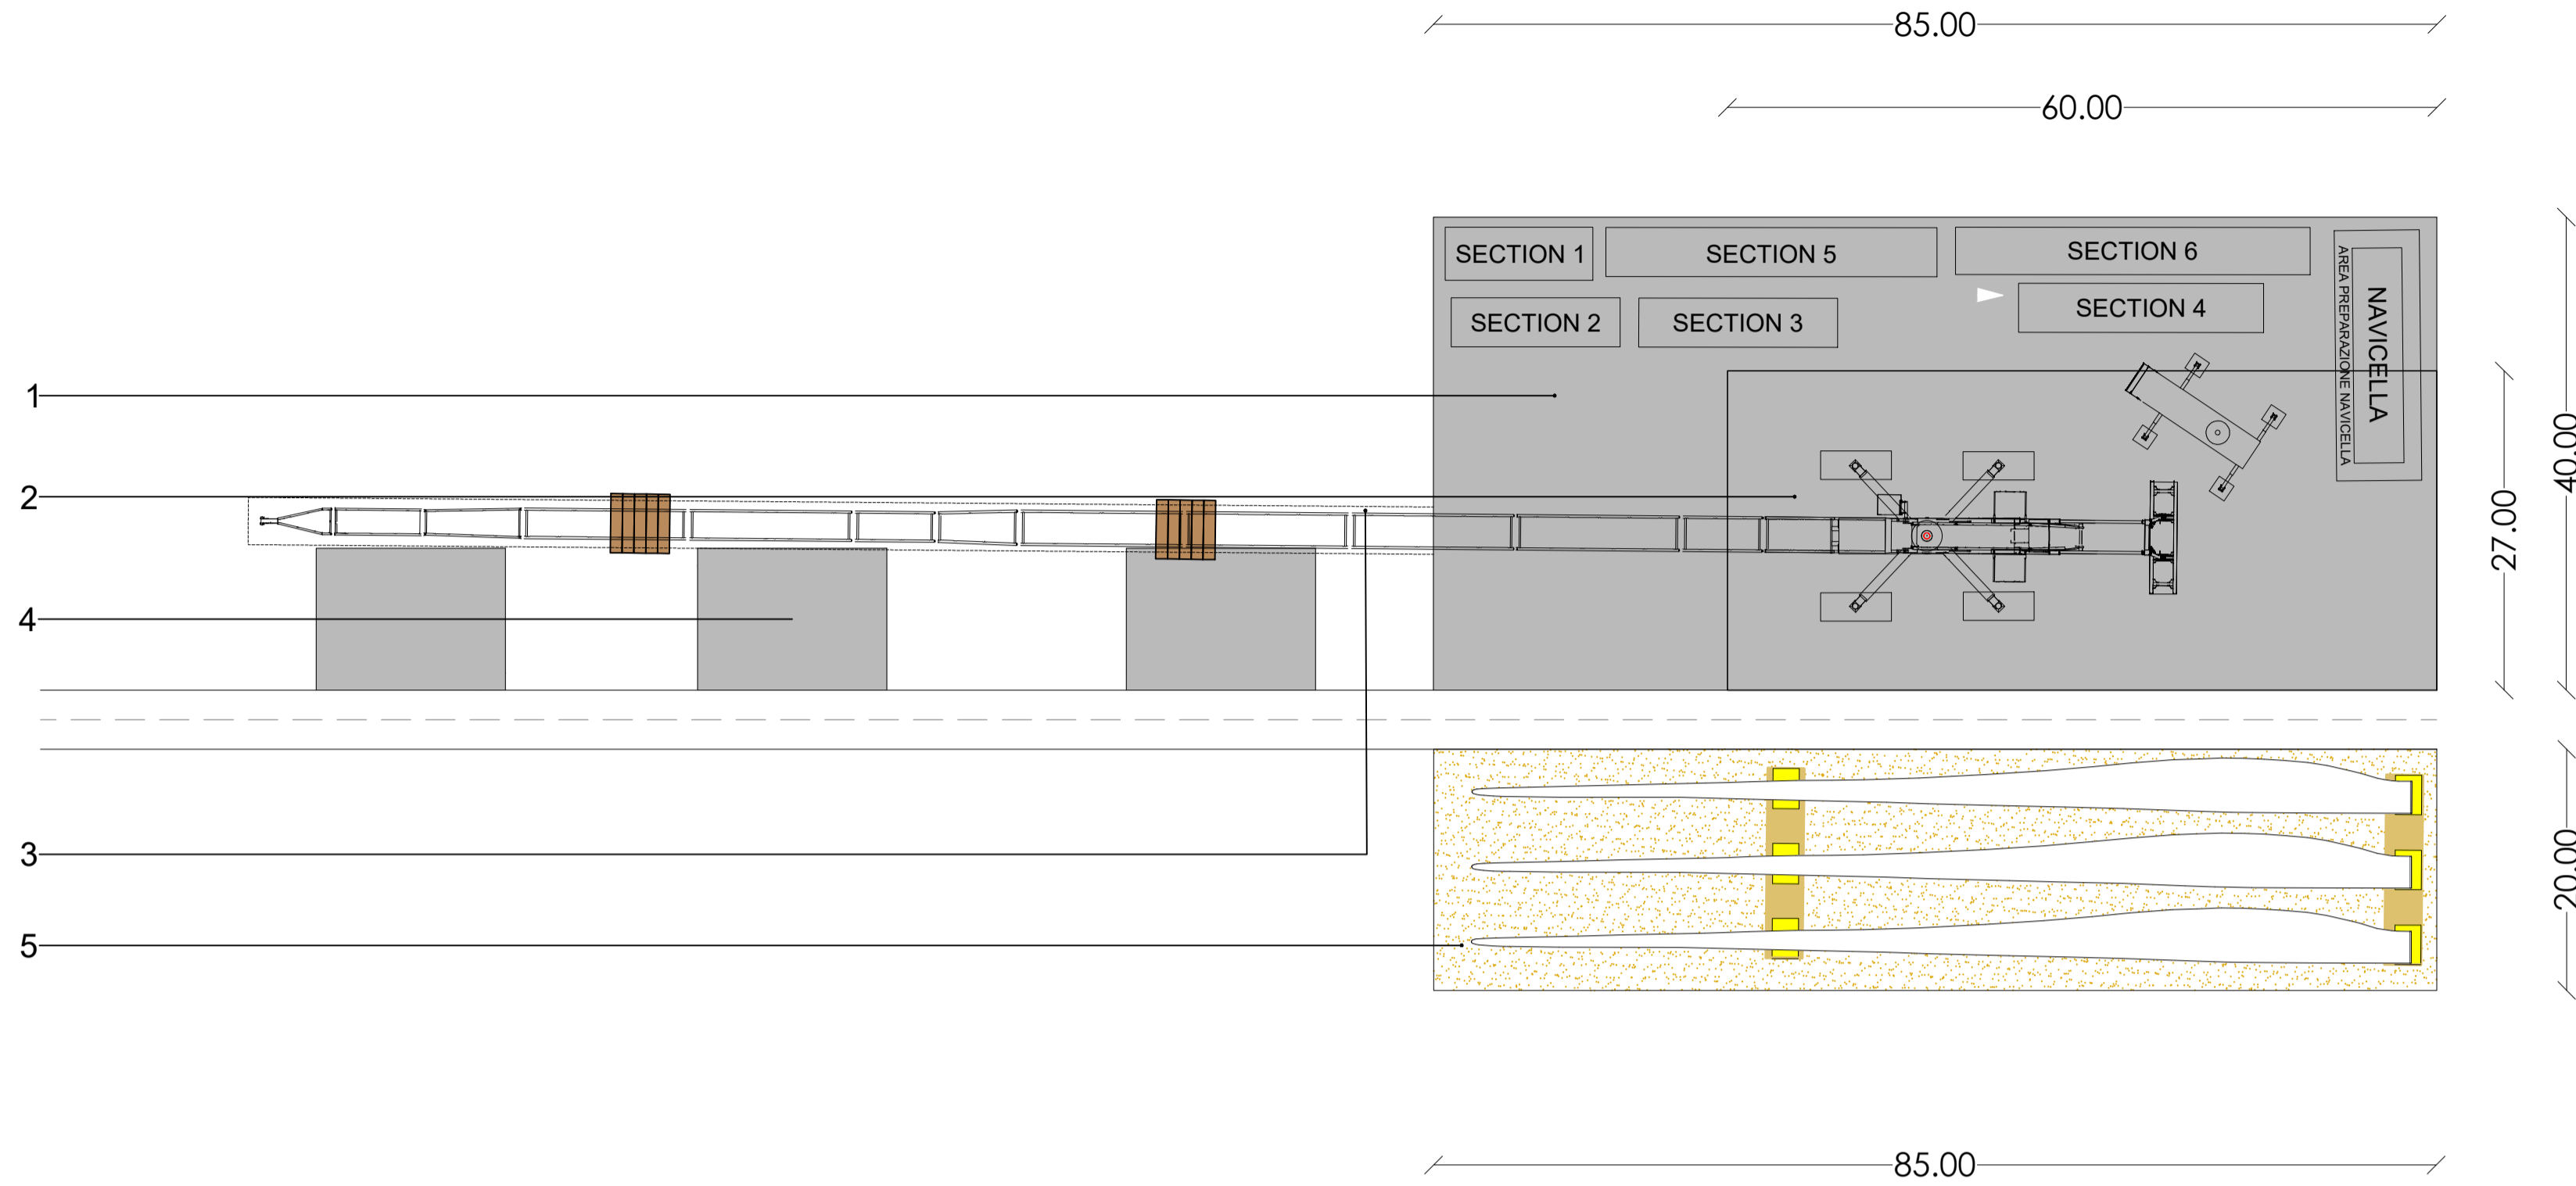 85.00
60.00
SECTION 1
SECTION 5
SECTION 6
SECTION 2
SECTION 3
SECTION 4
NAVICELLA
AREA PREPARAZIONE NAVICELLA
1
2
4
3
5
40.00
27.00
20.00
85.00